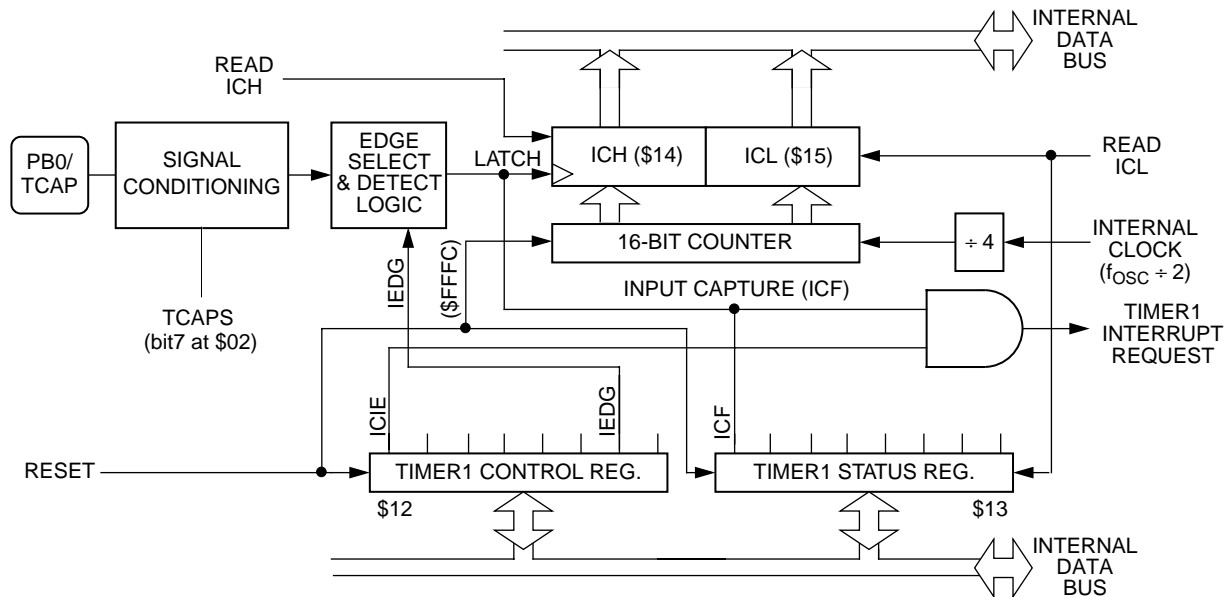 INTERNAL
DATA
BUS
READ
ICH
PB0/
TCAP
SIGNAL
CONDITIONING
EDGE
SELECT
& DETECT
LOGIC
LATCH
ICH ($14)
ICL ($15)
READ
ICL
16-BIT COUNTER
÷ 4
INTERNAL
CLOCK
(fOSC ÷ 2)
IEDG
($FFFC)
INPUT CAPTURE (ICF)
TCAPS
(bit7 at $02)
TIMER1
INTERRUPT
REQUEST
ICIE
IEDG
ICF
RESET
TIMER1 CONTROL REG.
TIMER1 STATUS REG.
$12
$13
INTERNAL
DATA
BUS